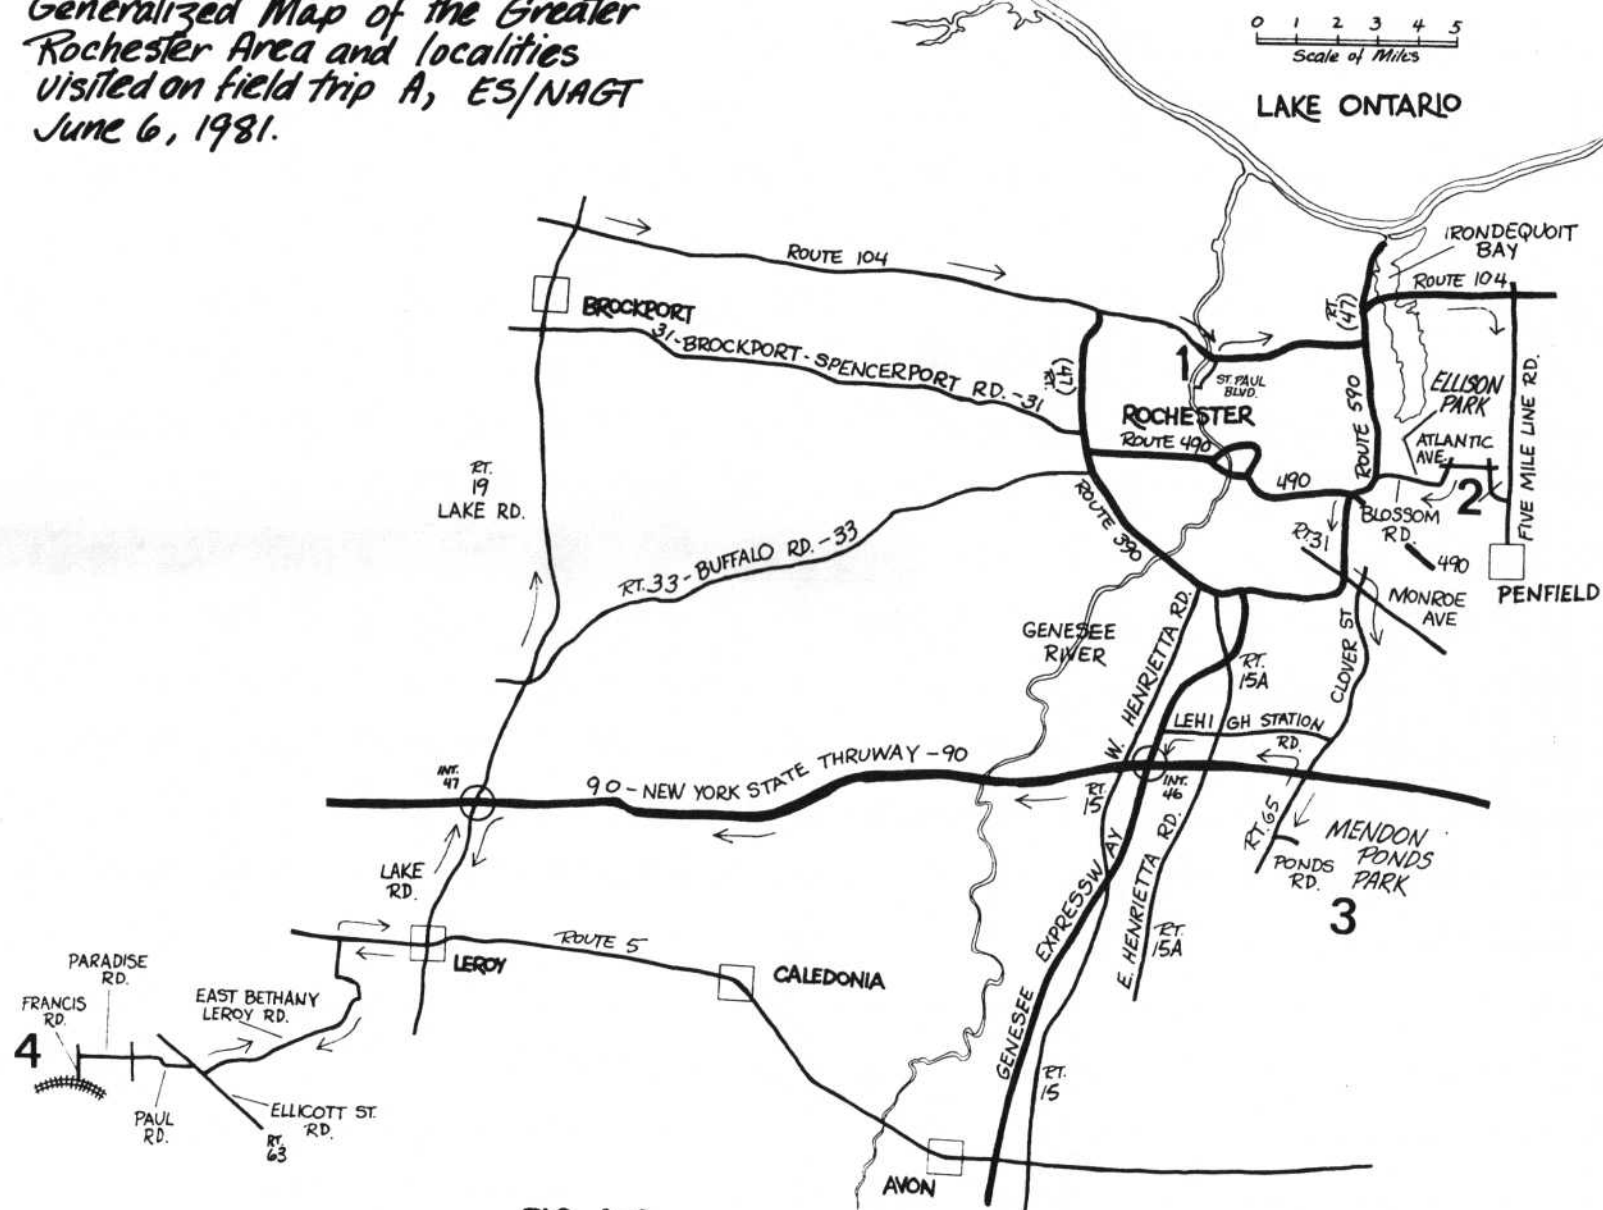 Generalized Map of the Greater
Rochester Area and localities
visited on field trip A, ES/NAGT
June 6, 1981.
0 1 2 3 4 5
Scale of Miles
LAKE ONTARIO
IRONDEQUOIT
BAY
ROUTE 104
ROUTE 104
RT.
(47)
BROCKPORT
31-BROCKPORT-SPENCERPORT RD.-31
RT.
(47)
1
ST. PAUL
BLVD.
ROCHESTER
ROUTE 490
ROUTE 590
ELLISON
PARK
ATLANTIC
AVE.
FIVE MILE LINE RD.
2
490
BLOSSOM
RD.
RT.31
490
PENFIELD
MONROE
AVE
RT.
19
LAKE RD.
ROUTE 390
RT.33-BUFFALO RD.-33
GENESEE
RIVER
W. HENRIETTA RD.
RT.
15A
CLOVER ST
LEHIGH STATION
RD.
INT.
47
90-NEW YORK STATE THRUWAY-90
RT.
15
INT.
46
RT.65
MENDON
PONDS
PARK
PONDS
RD.
3
LAKE
RD.
GENESEE EXPRESSWAY
E. HENRIETTA RD.
RT.
15A
ROUTE 5
LEROY
CALEDONIA
PARADISE
RD.
FRANCIS
RD.
EAST BETHANY
LEROY RD.
4
PAUL
RD.
ELLICOTT ST.
RD.
RT.
63
RT.
15
AVON